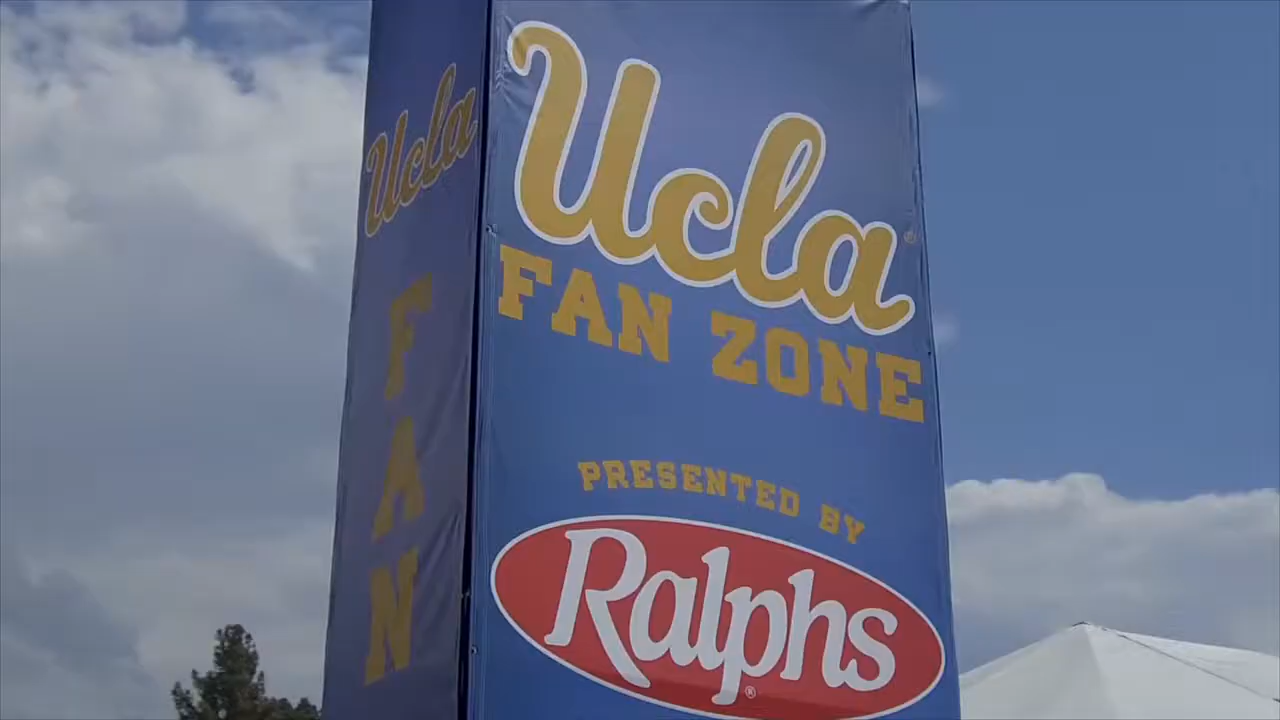 Ucla
FAN
Ucla
FAN ZONE
PRESENTED BY
Ralphs